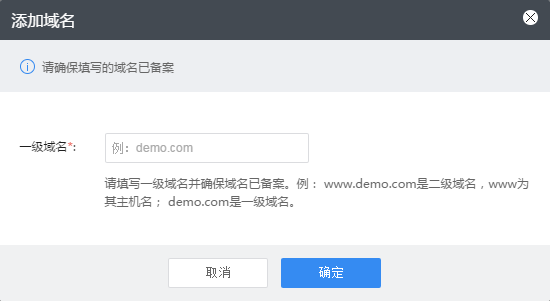 添加域名
请确保填写的域名已备案
一级域名*:
例：demo.com
请填写一级域名并确保域名已备案。例： www.demo.com是二级域名，www为
其主机名； demo.com是一级域名。
取消
确定